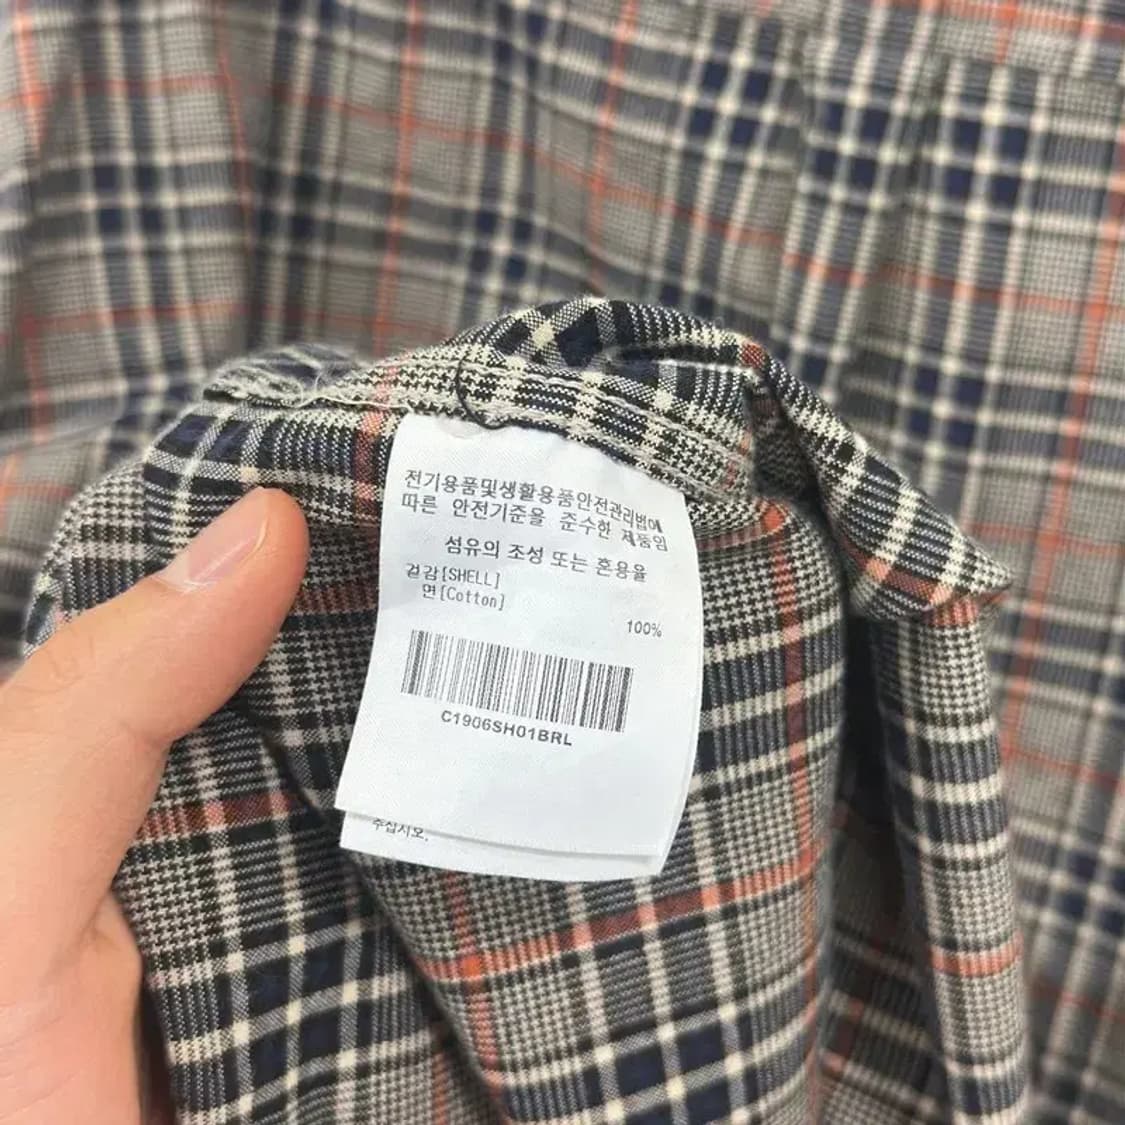 전기용품및생활용품안전관리법에
따른 안전기준을 준수한 제품임
섬유의 조성 또는 혼용율
겉감[SHELL]
면[Cotton]
100%
C1906SH01BRL
주십시오.